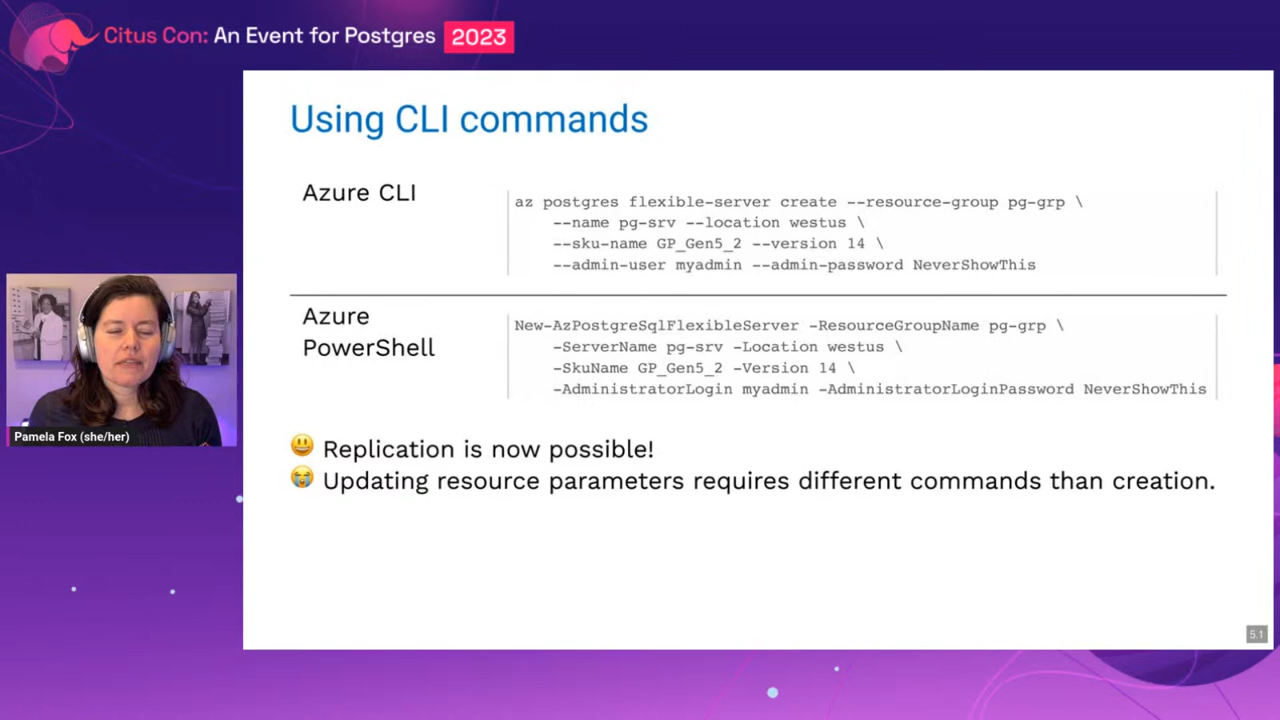 Citus Con: An Event for Postgres 2023
Using CLI commands
Azure CLI
az postgres flexible-server create --resource-group pg-grp \
--name pg-srv --location westus \
--sku-name GP_Gen5_2 --version 14 \
--admin-user myadmin --admin-password NeverShowThis
Azure
PowerShell
New-AzPostgreSqlFlexibleServer -ResourceGroupName pg-grp \
-ServerName pg-srv -Location westus \
-SkuName GP_Gen5_2 -Version 14 \
-AdministratorLogin myadmin -AdministratorLoginPassword NeverShowThis
😃 Replication is now possible!
😭 Updating resource parameters requires different commands than creation.
Pamela Fox (she/her)
5.1